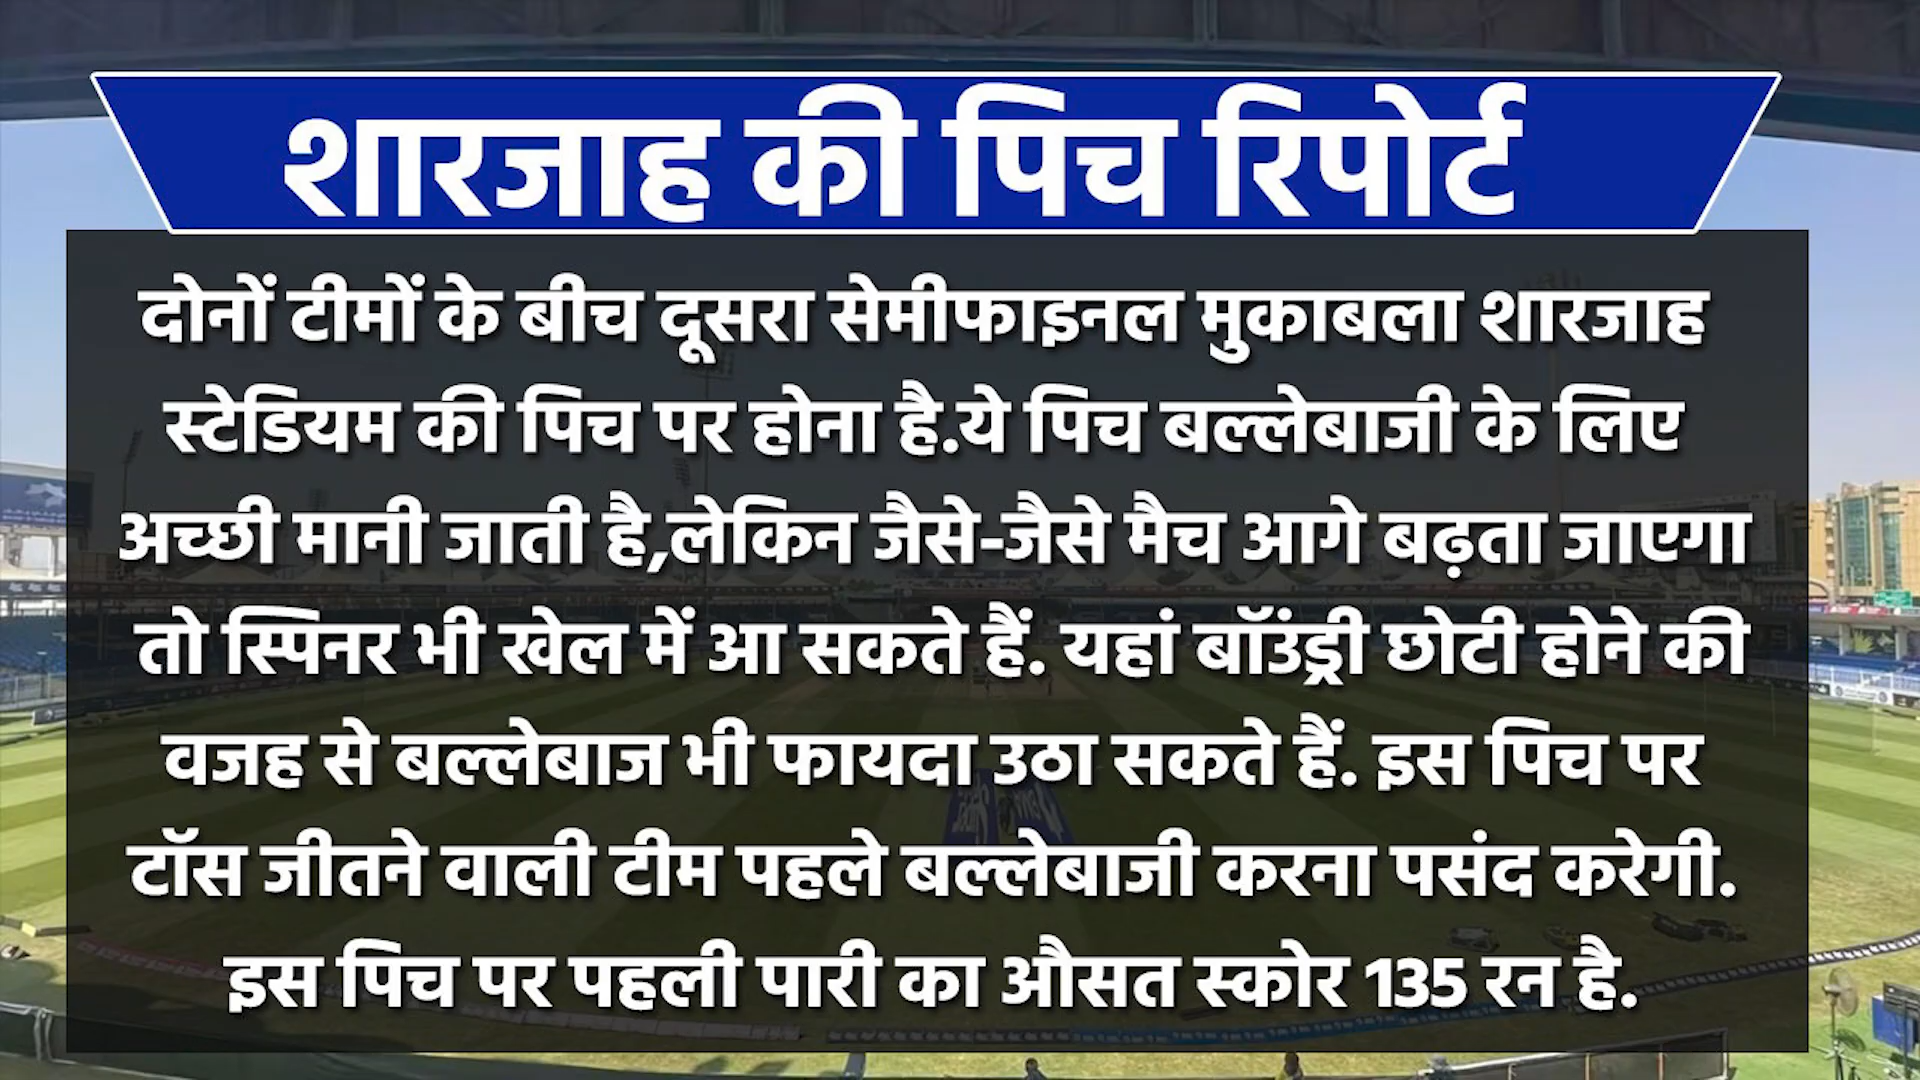 शारजाह की पिच रिपोर्ट
दोनों टीमों के बीच दूसरा सेमीफाइनल मुकाबला शारजाह
स्टेडियम की पिच पर होना है.ये पिच बल्लेबाजी के लिए
अच्छी मानी जाती है,लेकिन जैसे-जैसे मैच आगे बढ़ता जाएगा
तो स्पिनर भी खेल में आ सकते हैं. यहां बॉउंड्री छोटी होने की
वजह से बल्लेबाज भी फायदा उठा सकते हैं. इस पिच पर
टॉस जीतने वाली टीम पहले बल्लेबाजी करना पसंद करेगी.
इस पिच पर पहली पारी का औसत स्कोर 135 रन है.